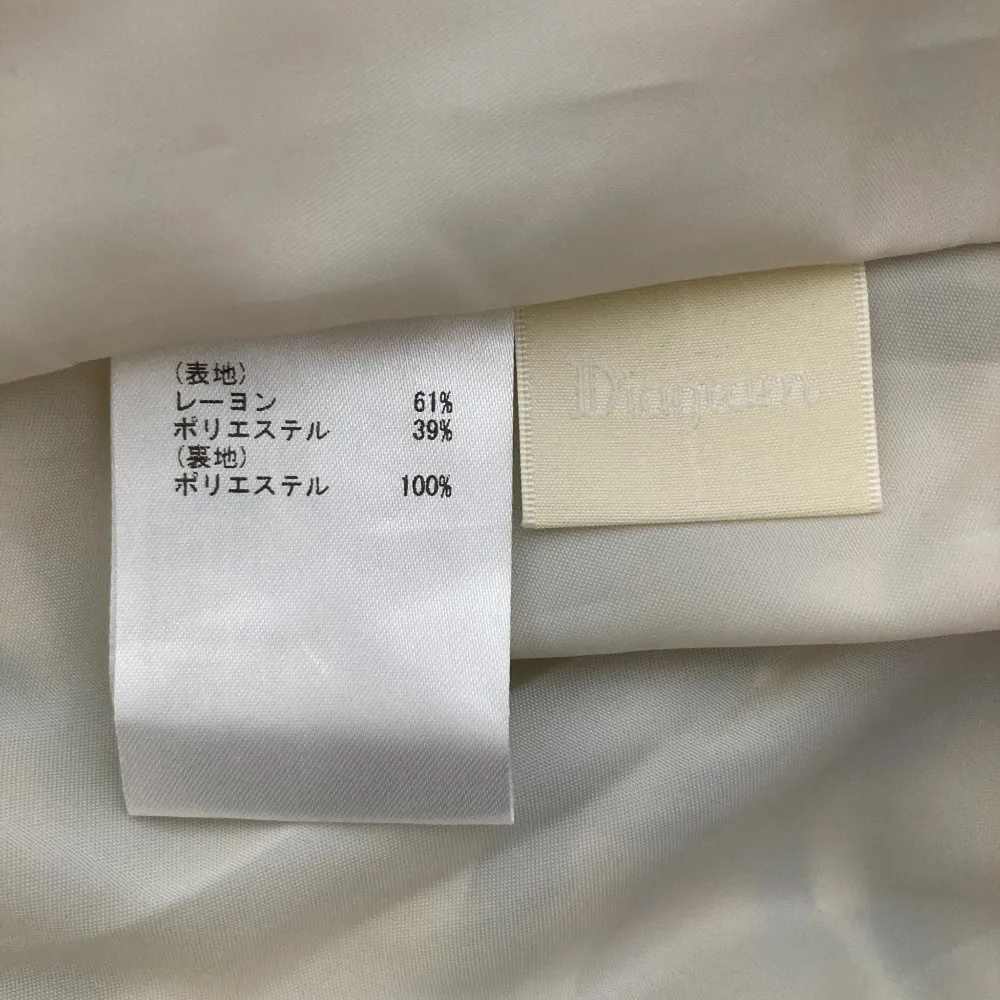 (表地)
レーヨン 61%
ポリエステル 39%
(裏地)
ポリエステル 100%
Diagram